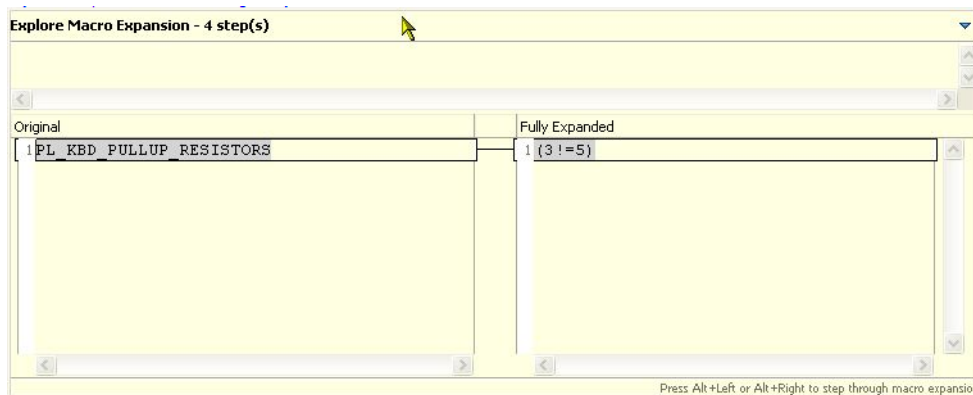 Explore Macro Expansion - 4 step(s)
Original
Fully Expanded
1 PL_KBD_PULLUP_RESISTORS
1 (3!=5)
Press Alt+Left or Alt+Right to step through macro expansio